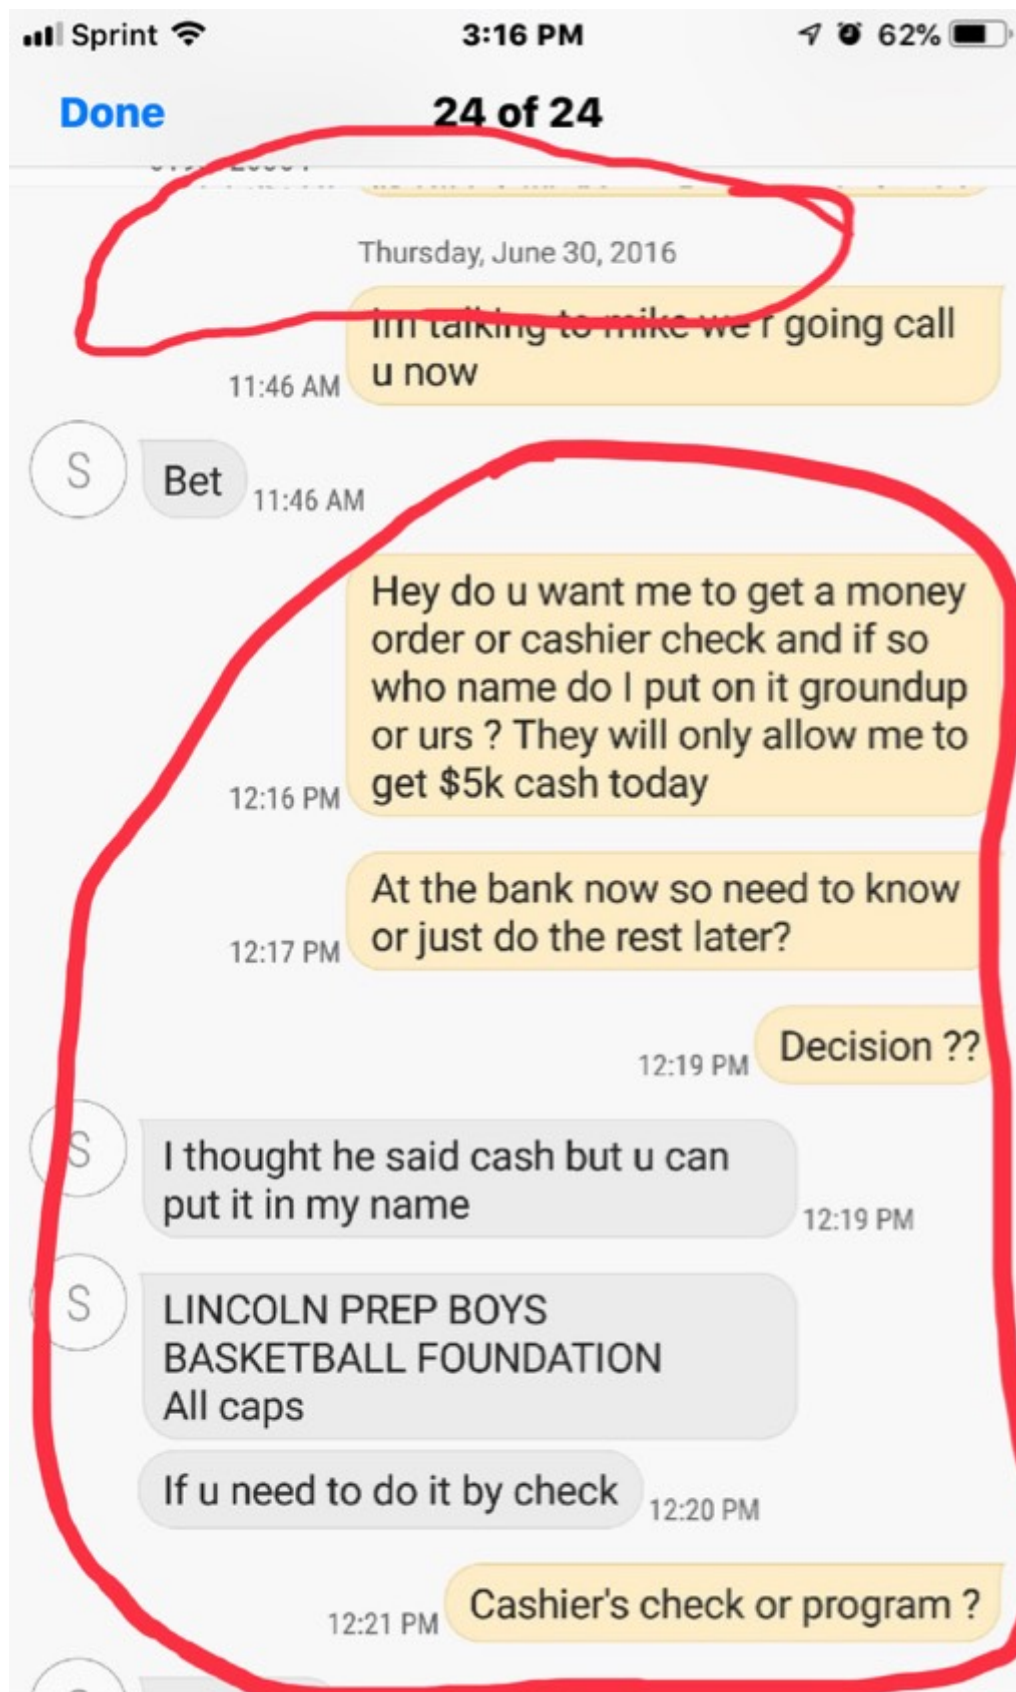 Sprint
3:16 PM
62%
Done
24 of 24
Thursday, June 30, 2016
Im talking to mike we r going call
u now
11:46 AM
S
Bet
11:46 AM
Hey do u want me to get a money
order or cashier check and if so
who name do I put on it groundup
or urs ? They will only allow me to
get $5k cash today
12:16 PM
At the bank now so need to know
or just do the rest later?
12:17 PM
Decision ??
12:19 PM
S
I thought he said cash but u can
put it in my name
12:19 PM
S
LINCOLN PREP BOYS
BASKETBALL FOUNDATION
All caps
If u need to do it by check
12:20 PM
Cashier's check or program ?
12:21 PM